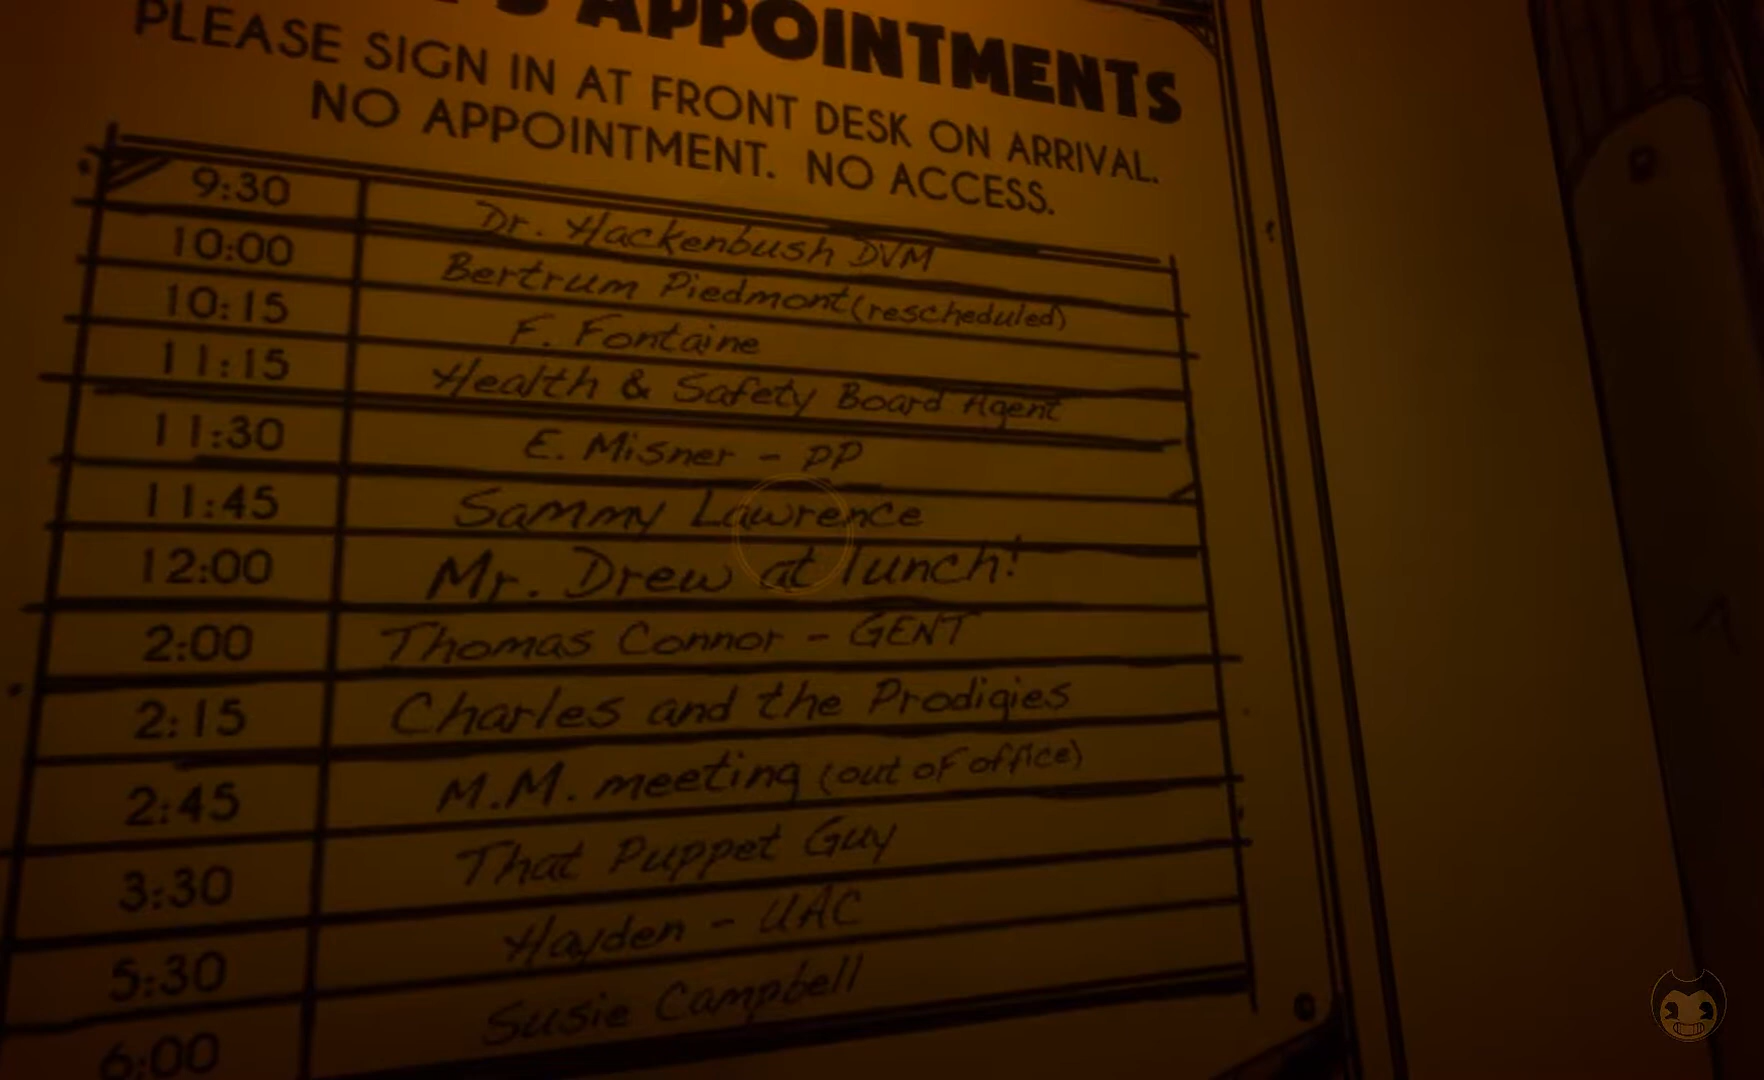 'S APPOINTMENTS
PLEASE SIGN IN AT FRONT DESK ON ARRIVAL.
NO APPOINTMENT. NO ACCESS.
9:30 Dr. Hackenbush DVM
10:00 Bertrum Piedmont (rescheduled)
10:15 F. Fontaine
11:15 Health & Safety Board Agent
11:30 E. Misner - PP
11:45 Sammy Lawrence
12:00 Mr. Drew at lunch!
2:00 Thomas Connor - GENT
2:15 Charles and the Prodigies
2:45 M.M. meeting (out of office)
3:30 That Puppet Guy
5:30 Hayden - UAC
6:00 Susie Campbell